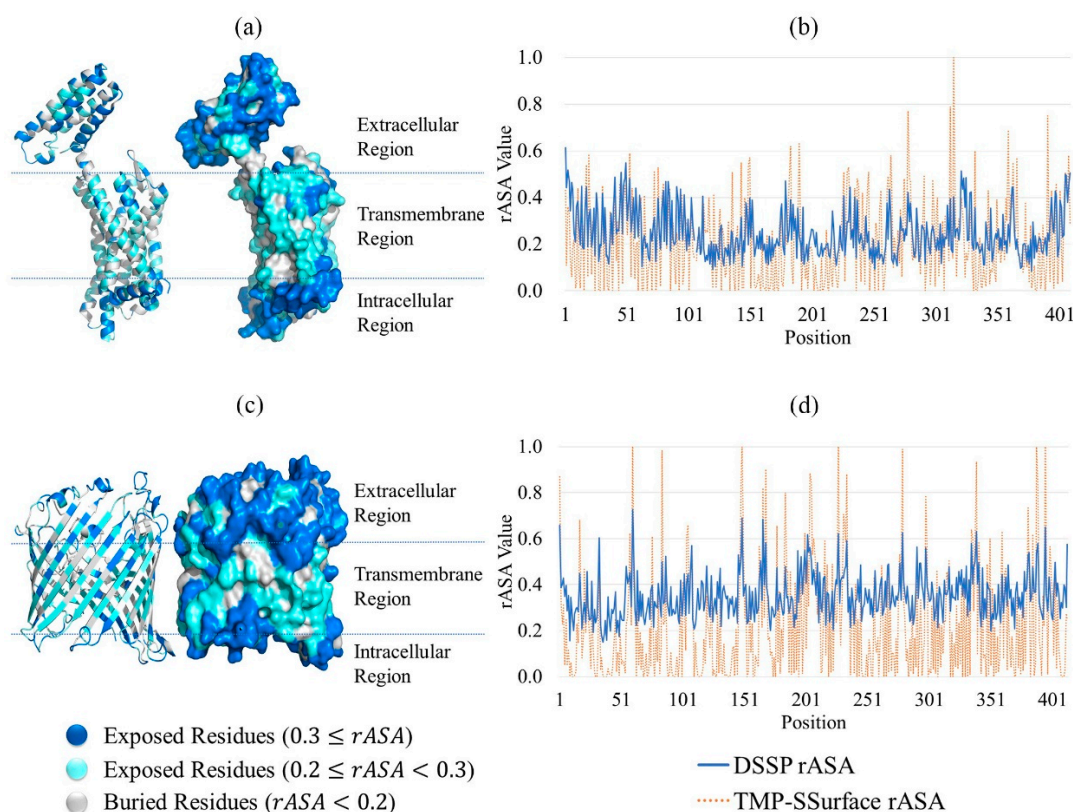 (a)
Extracellular
Region
Transmembrane
Region
Intracellular
Region
(b)
1.0
0.8
0.6
0.4
0.2
0.0
rASA Value
1 51 101 151 201 251 301 351 401
Position
(c)
Extracellular
Region
Transmembrane
Region
Intracellular
Region
(d)
1.0
0.8
0.6
0.4
0.2
0.0
rASA Value
1 51 101 151 201 251 301 351 401
Position
Exposed Residues (0.3 ≤ rASA)
Exposed Residues (0.2 ≤ rASA < 0.3)
Buried Residues (rASA < 0.2)
DSSP rASA
TMP-SSurface rASA